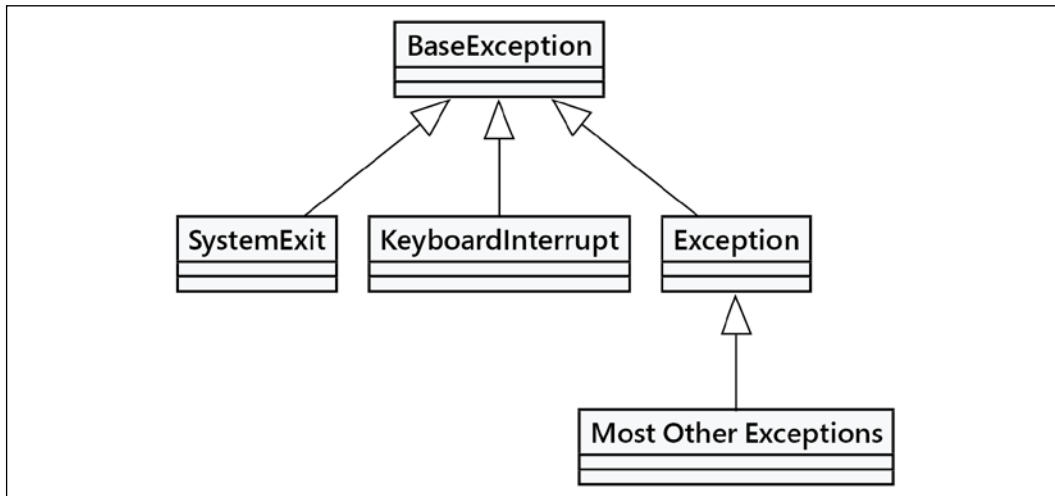 BaseException
SystemExit
KeyboardInterrupt
Exception
Most Other Exceptions